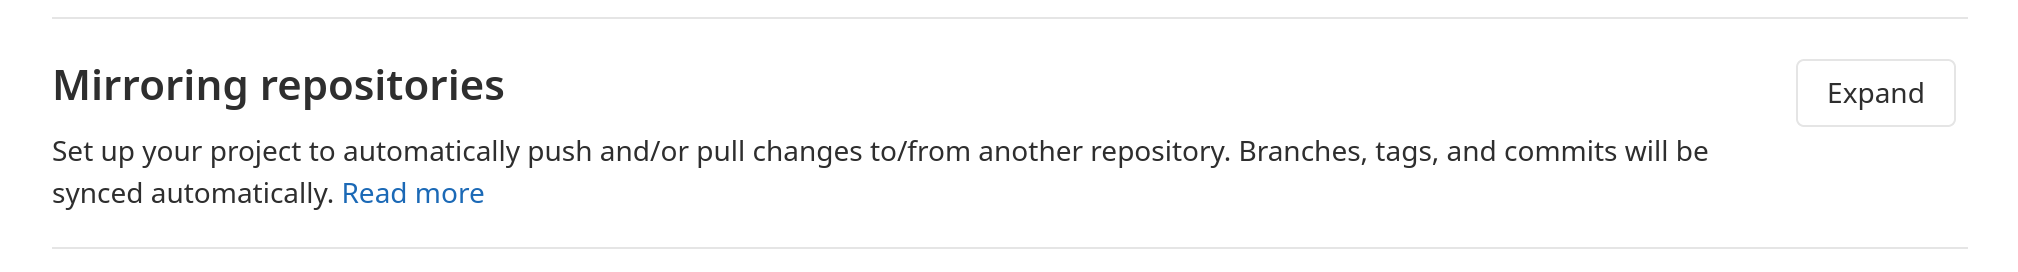 Mirroring repositories
Expand
Set up your project to automatically push and/or pull changes to/from another repository. Branches, tags, and commits will be
synced automatically. Read more